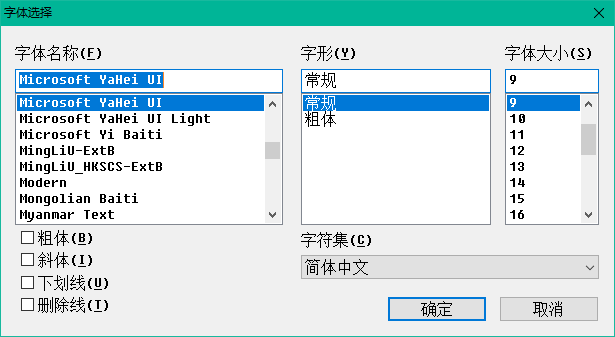 字体选择
字体名称(F) 字形(Y) 字体大小(S)
Microsoft YaHei UI 常规 9
Microsoft YaHei UI 常规 9
Microsoft YaHei UI Light 粗体 10
Microsoft Yi Baiti 11
MingLiU-ExtB 12
MingLiU_HKSCS-ExtB 13
Modern 14
Mongolian Baiti 15
Myanmar Text 16
粗体(B) 字符集(C)
斜体(I) 简体中文
下划线(U)
删除线(T) 确定 取消